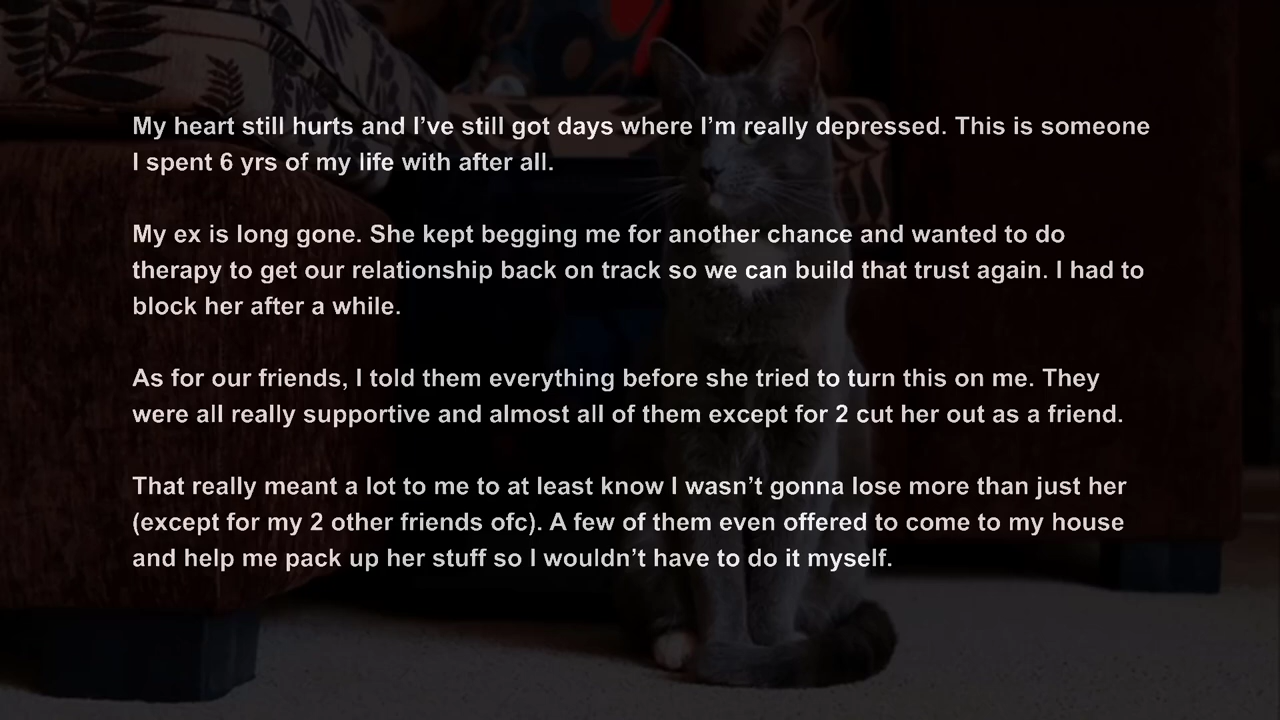 My heart still hurts and I've still got days where I'm really depressed. This is someone
I spent 6 yrs of my life with after all.
My ex is long gone. She kept begging me for another chance and wanted to do
therapy to get our relationship back on track so we can build that trust again. I had to
block her after a while.
As for our friends, I told them everything before she tried to turn this on me. They
were all really supportive and almost all of them except for 2 cut her out as a friend.
That really meant a lot to me to at least know I wasn't gonna lose more than just her
(except for my 2 other friends ofc). A few of them even offered to come to my house
and help me pack up her stuff so I wouldn't have to do it myself.